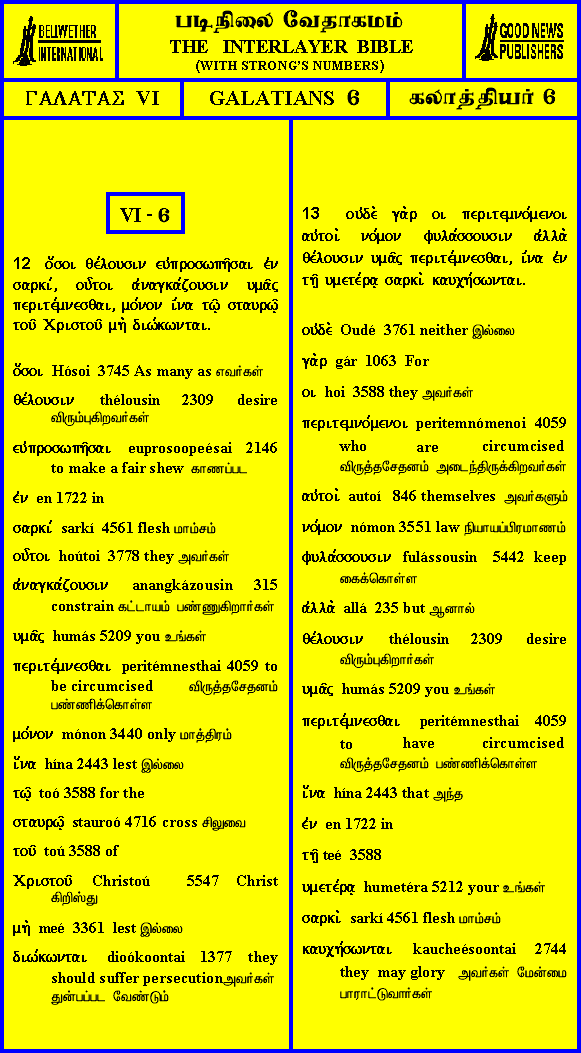 BELLWETHER
INTERNATIONAL
படிநிலை வேதாகமம்
THE INTERLAYER BIBLE
(WITH STRONG'S NUMBERS)
GOOD NEWS
PUBLISHERS
ΓΑΛΑΤΑΣ VI
GALATIANS 6
கலாத்தியர் 6
VI - 6
12 ὅσοι θέλουσιν εὐπροσωπῆσαι ἐν
σαρκί, οὗτοι ἀναγκάζουσιν υμᾶς
περιτέμνεσθαι, μόνον ἵνα τῷ σταυρῷ
τοῦ Χριστοῦ μὴ διώκωνται.
ὅσοι Hósoi 3745 As many as எவர்கள்
θέλουσιν thélousin 2309 desire
விரும்புகிறவர்கள்
εὐπροσωπῆσαι euprosoopeésai 2146
to make a fair shew காணப்பட
ἐν en 1722 in
σαρκί sarkí 4561 flesh மாம்சம்
οὗτοι hoútoi 3778 they அவர்கள்
ἀναγκάζουσιν anangkázousin 315
constrain கட்டாயம் பண்ணுகிறார்கள்
υμᾶς humás 5209 you உங்கள்
περιτέμνεσθαι peritémnesthai 4059 to
be circumcised விருத்தசேதனம்
பண்ணிக்கொள்ள
μόνον mónon 3440 only மாத்திரம்
ἵνα hína 2443 lest இல்லை
τῷ toó 3588 for the
σταυρῷ stauroó 4716 cross சிலுவை
τοῦ toú 3588 of
Χριστοῦ Christoú 5547 Christ
கிறிஸ்து
μὴ meé 3361 lest இல்லை
διώκωνται dioókoontai 1377 they
should suffer persecutionஅவர்கள்
துன்பப்பட வேண்டும்
13 οὐδὲ γὰρ οι περιτεμνόμενοι
αὐτοὶ νόμον φυλάσσουσιν ἀλλὰ
θέλουσιν υμᾶς περιτέμνεσθαι, ἵνα ἐν
τῇ υμετέρᾳ σαρκὶ καυχήσωνται.
οὐδὲ Oudé 3761 neither இல்லை
γὰρ gár 1063 For
οι hoi 3588 they அவர்கள்
περιτεμνόμενοι peritemnómenoi 4059
who are circumcised
விருத்தசேதனம் அடைந்திருக்கிறவர்கள்
αὐτοὶ autoí 846 themselves அவர்களும்
νόμον nómon 3551 law நியாயப்பிரமாணம்
φυλάσσουσιν fulássousin 5442 keep
கைக்கொள்ள
ἀλλὰ allá 235 but ஆனால்
θέλουσιν thélousin 2309 desire
விரும்புகிறார்கள்
υμᾶς humás 5209 you உங்கள்
περιτέμνεσθαι peritémnesthai 4059
to have circumcised
விருத்தசேதனம் பண்ணிக்கொள்ள
ἵνα hína 2443 that அந்த
ἐν en 1722 in
τῇ teé 3588
υμετέρᾳ humetéra 5212 your உங்கள்
σαρκὶ sarkí 4561 flesh மாம்சம்
καυχήσωνται kaucheésoontai 2744
they may glory அவர்கள் மேன்மை
பாராட்டுவார்கள்